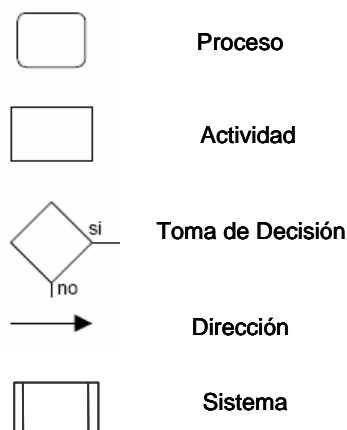 Proceso
Actividad
si
Toma de Decisión
no
Dirección
Sistema